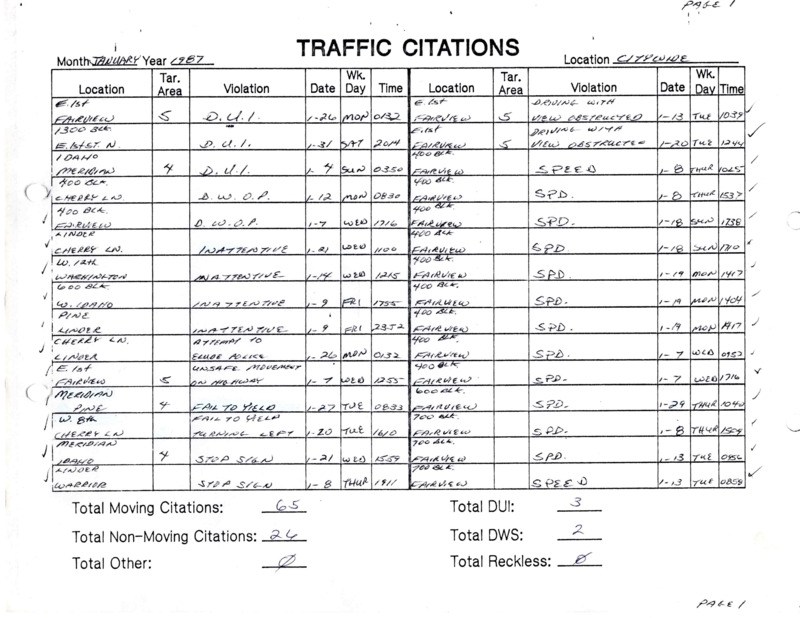 PAGE 1
TRAFFIC CITATIONS
Month JANUARY Year 1987 Location CITYWIDE
Location Tar. Area Violation Date Wk. Day Time Location Tar. Area Violation Date Wk. Day Time
E. 1st E. 1st DRIVING WITH
FAIRVIEW 5 D.U.I. 1-26 MON 0132 FAIRVIEW 5 VIEW OBSTRUCTED 1-13 TUE 1039
1300 BLK. E. 1st DRIVING WITH
E. 1st ST. N. D.U.I. 1-31 SAT 2014 FAIRVIEW 5 VIEW OBSTRUCTED 1-20 TUE 1244
IDAHO 400 BLK.
MERIDIAN 4 D.U.I. 1-4 SUN 0350 FAIRVIEW SPEED 1-8 THUR 1065
400 BLK. 400 BLK.
CHERRY LN. D.W.O.P. 1-12 MON 0830 FAIRVIEW SPD. 1-8 THUR 1537
400 BLK. 400 BLK.
FAIRVIEW D.W.O.P. 1-7 WED 1716 FAIRVIEW SPD. 1-18 SUN 1738
LINDER 400 BLK.
CHERRY LN. INATTENTIVE 1-21 WED 1100 FAIRVIEW SPD. 1-18 SUN 1710
W. 12th 400 BLK.
WASHINGTON INATTENTIVE 1-14 WED 1215 FAIRVIEW SPD. 1-19 MON 1417
600 BLK. 400 BLK.
W. IDAHO INATTENTIVE 1-9 FRI 1755 FAIRVIEW SPD. 1-19 MON 1404
PINE 400 BLK.
LINDER INATTENTIVE 1-9 FRI 2352 FAIRVIEW SPD. 1-19 MON 1917
CHERRY LN. ATTEMPT TO 400 BLK.
LINDER ELUDE POLICE 1-26 MON 0132 FAIRVIEW SPD. 1-7 WED 0952
E. 1st UNSAFE MOVEMENT 400 BLK.
FAIRVIEW 5 ON HIGHWAY 1-7 WED 1255 FAIRVIEW SPD. 1-7 WED 1716
MERIDIAN 600 BLK.
PINE 4 FAIL TO YIELD 1-27 TUE 0833 FAIRVIEW SPD. 1-29 THUR 1040
W. 8th FAIL TO YIELD 700 BLK.
CHERRY LN TURNING LEFT 1-20 TUE 1610 FAIRVIEW SPD. 1-8 THUR
MERIDIAN 700 BLK.
IDAHO 4 STOP SIGN 1-21 WED 1559 FAIRVIEW SPD. 1-13 TUE
LINDER 700 BLK.
WARRIOR STOP SIGN 1-8 THUR 1911 FAIRVIEW SPEED 1-13 TUE 0858
Total Moving Citations: 65 Total DUI: 3
Total Non-Moving Citations: 26 Total DWS: 2
Total Other: Ø Total Reckless: Ø
PAGE 1